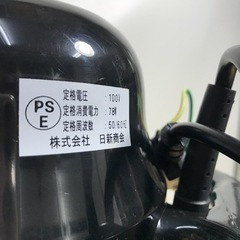 定格電圧 : 100V
定格消費電力 : 78W
定格周波数 : 50/60Hz
PS
E
株式会社 日新商会